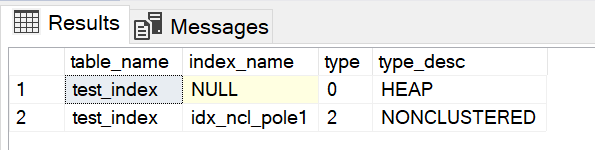 Results Messages
table_name index_name type type_desc
1 test_index NULL 0 HEAP
2 test_index idx_ncl_pole1 2 NONCLUSTERED